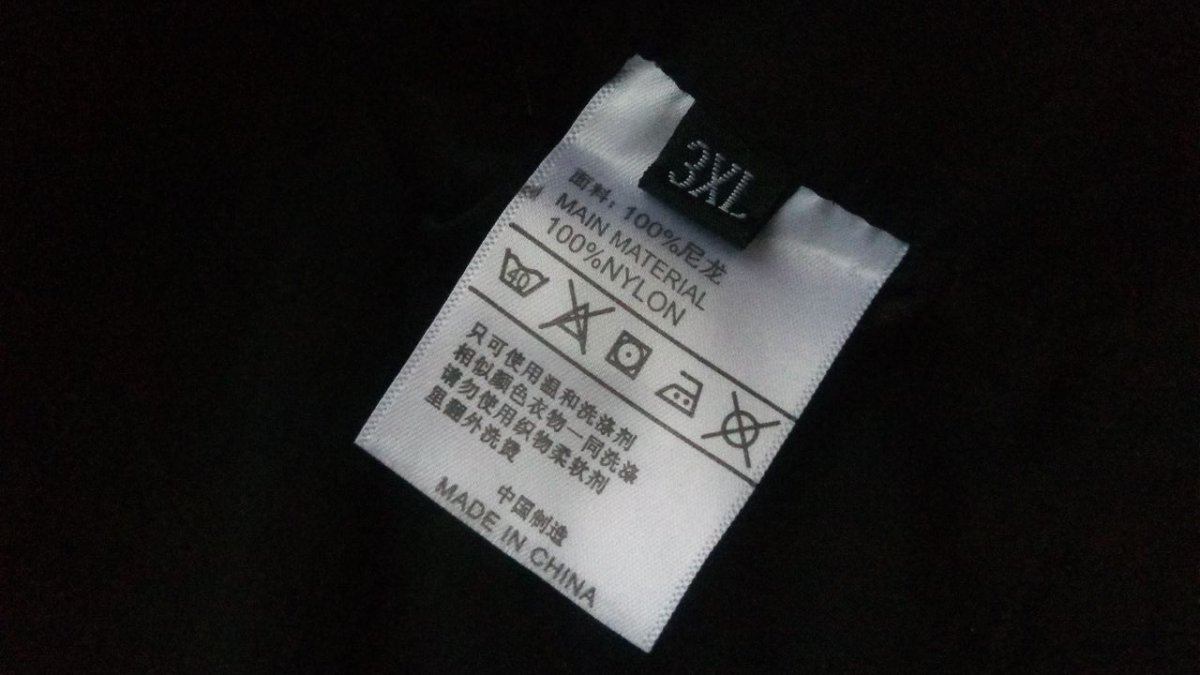 3XL
面料：100%尼龙
MAIN MATERIAL
100%NYLON
40
只可使用温和洗涤剂
相似颜色衣物一同洗涤
请勿使用织物柔软剂
里翻外洗烫
中国制造
MADE IN CHINA